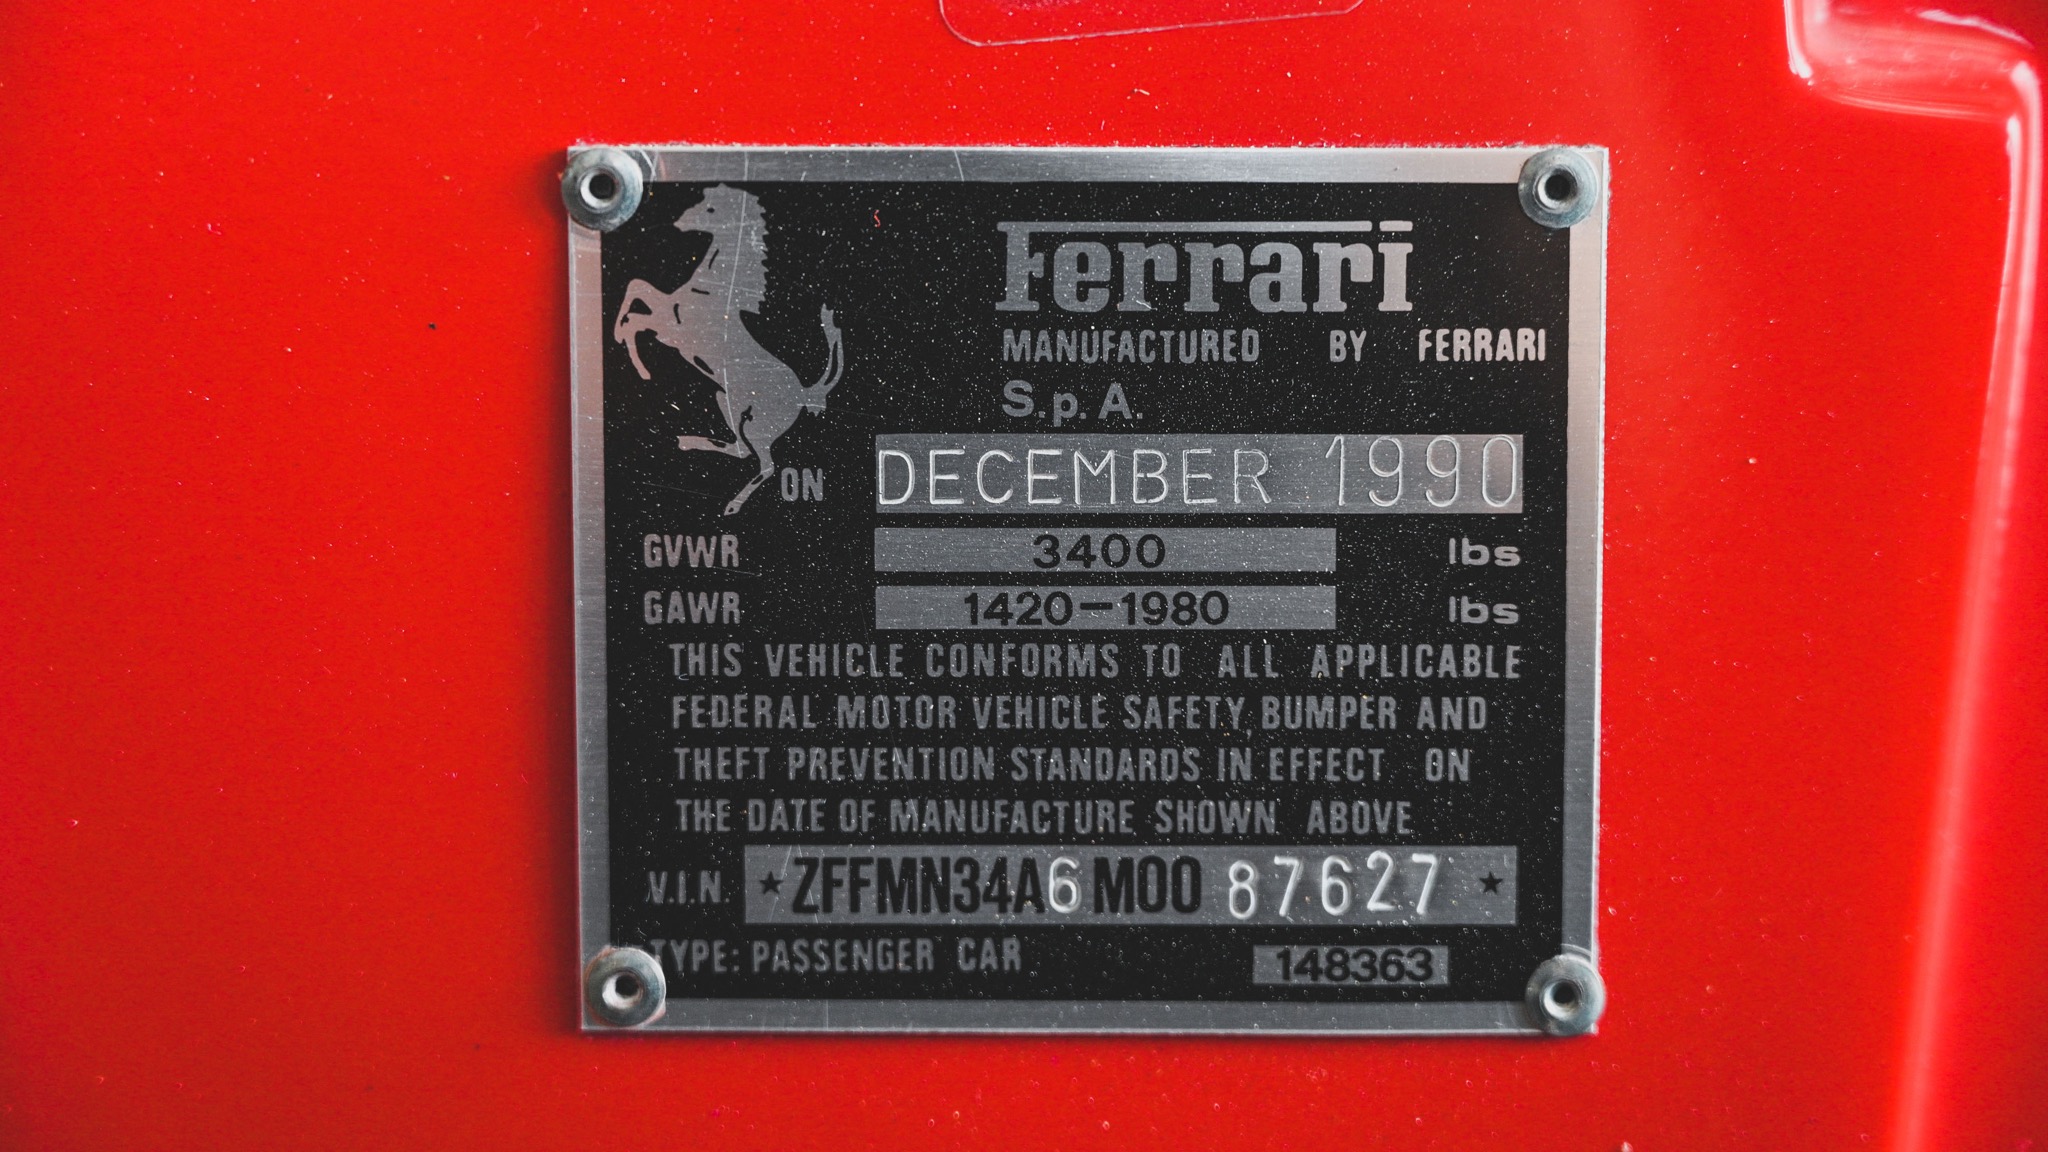 Ferrari
MANUFACTURED BY FERRARI
S.p.A.
ON DECEMBER 1990
GVWR 3400 lbs
GAWR 1420-1980 lbs
THIS VEHICLE CONFORMS TO ALL APPLICABLE
FEDERAL MOTOR VEHICLE SAFETY, BUMPER AND
THEFT PREVENTION STANDARDS IN EFFECT ON
THE DATE OF MANUFACTURE SHOWN ABOVE
V.I.N. ★ ZFFMN34A6M00 87627 ★
TYPE: PASSENGER CAR 148363